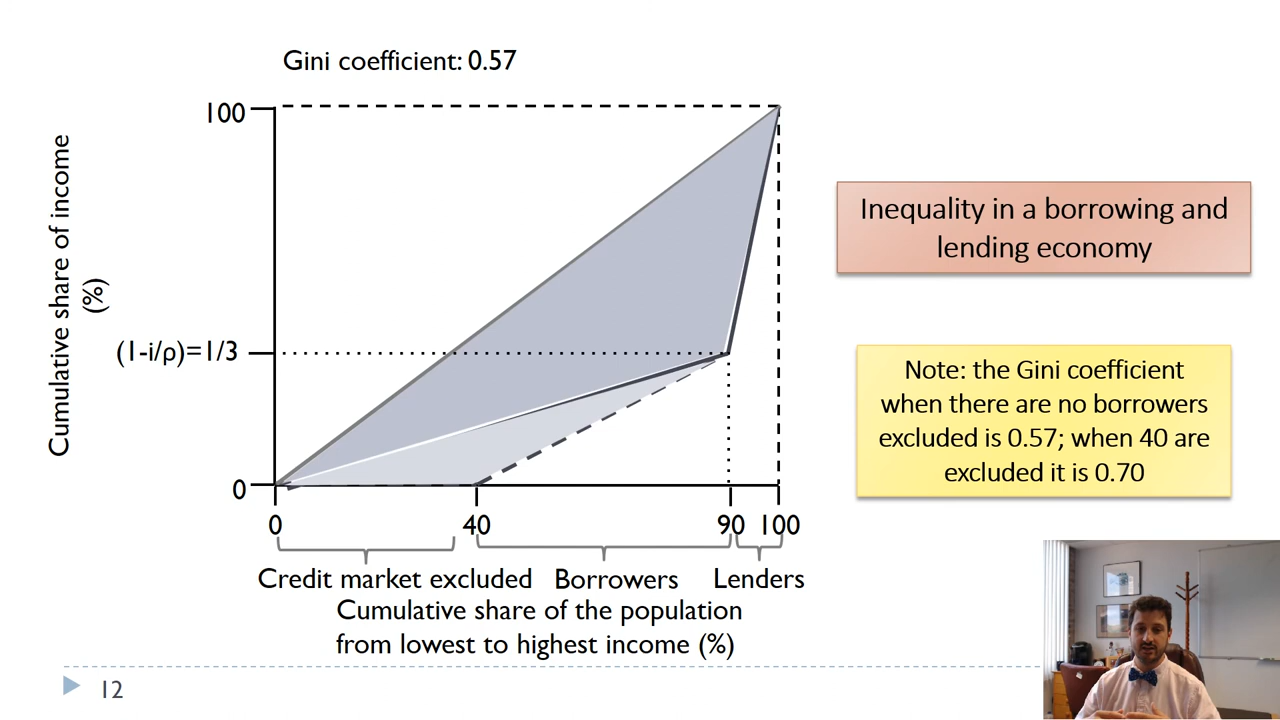 Gini coefficient: 0.57
100
Cumulative share of income
(%)
(1-i/ρ)=1/3
0
0
40
90
100
Credit market excluded
Borrowers
Lenders
Cumulative share of the population
from lowest to highest income (%)
Inequality in a borrowing and
lending economy
Note: the Gini coefficient
when there are no borrowers
excluded is 0.57; when 40 are
excluded it is 0.70
12